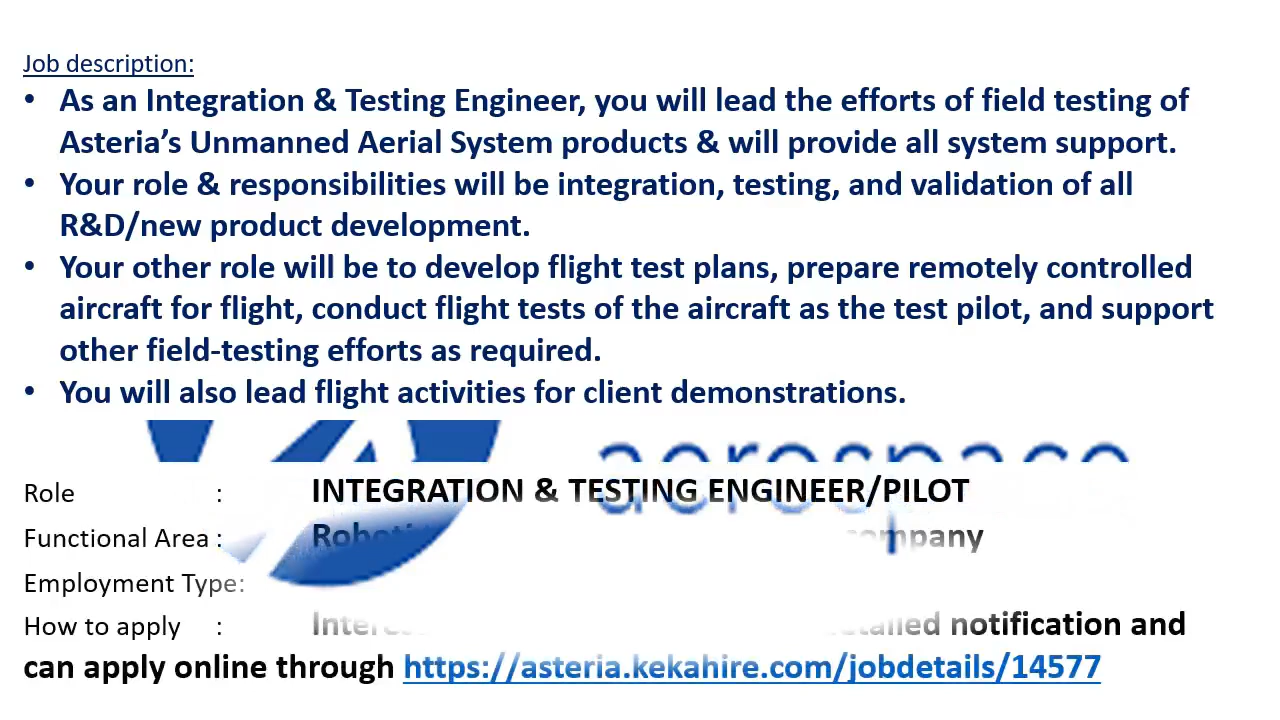 Job description:
• As an Integration & Testing Engineer, you will lead the efforts of field testing of
Asteria’s Unmanned Aerial System products & will provide all system support.
• Your role & responsibilities will be integration, testing, and validation of all
R&D/new product development.
• Your other role will be to develop flight test plans, prepare remotely controlled
aircraft for flight, conduct flight tests of the aircraft as the test pilot, and support
other field-testing efforts as required.
• You will also lead flight activities for client demonstrations.
aerospace
Role : INTEGRATION & TESTING ENGINEER/PILOT
Functional Area : company
Employment Type:
How to apply : notification and
can apply online through https://asteria.kekahire.com/jobdetails/14577